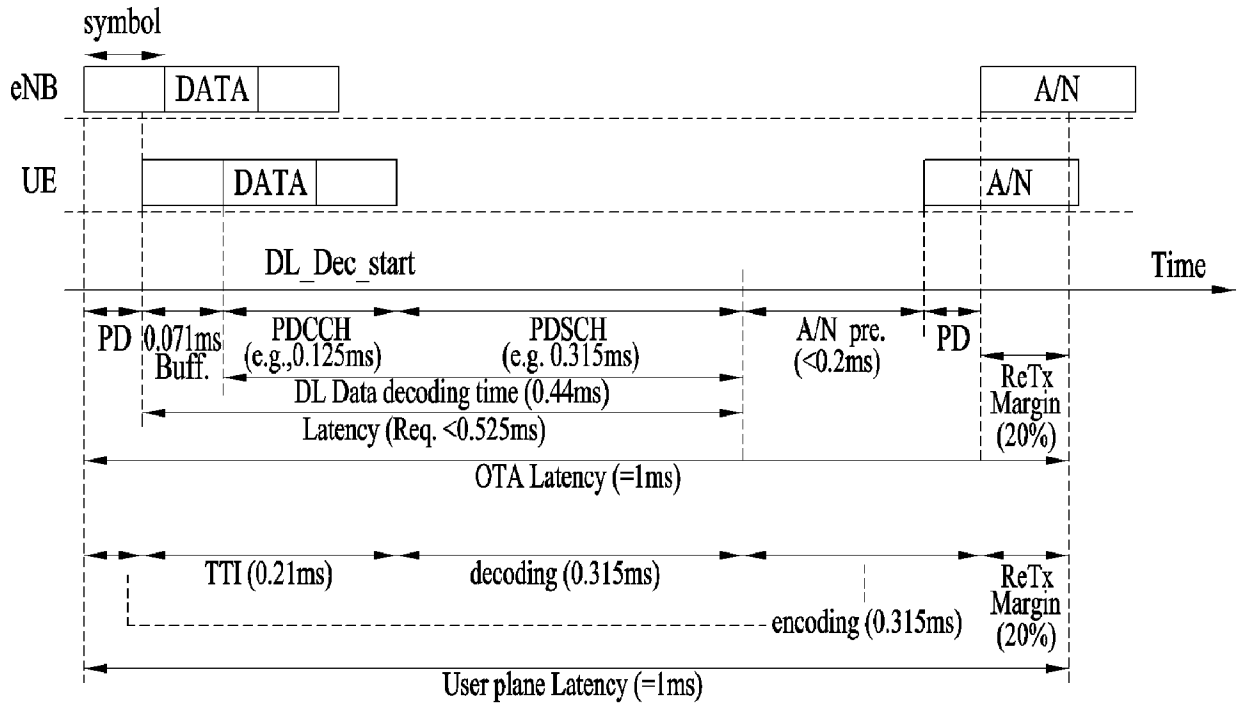 symbol
eNB
DATA
A/N
UE
DATA
A/N
DL_Dec_start
Time
PD
0.071ms
Buff.
PDCCH
(e.g.,0.125ms)
PDSCH
(e.g. 0.315ms)
A/N pre.
(<0.2ms)
PD
ReTx
Margin
(20%)
DL Data decoding time (0.44ms)
Latency (Req. <0.525ms)
OTA Latency (=1ms)
TTI (0.21ms)
decoding (0.315ms)
ReTx
Margin
(20%)
encoding (0.315ms)
User plane Latency (=1ms)